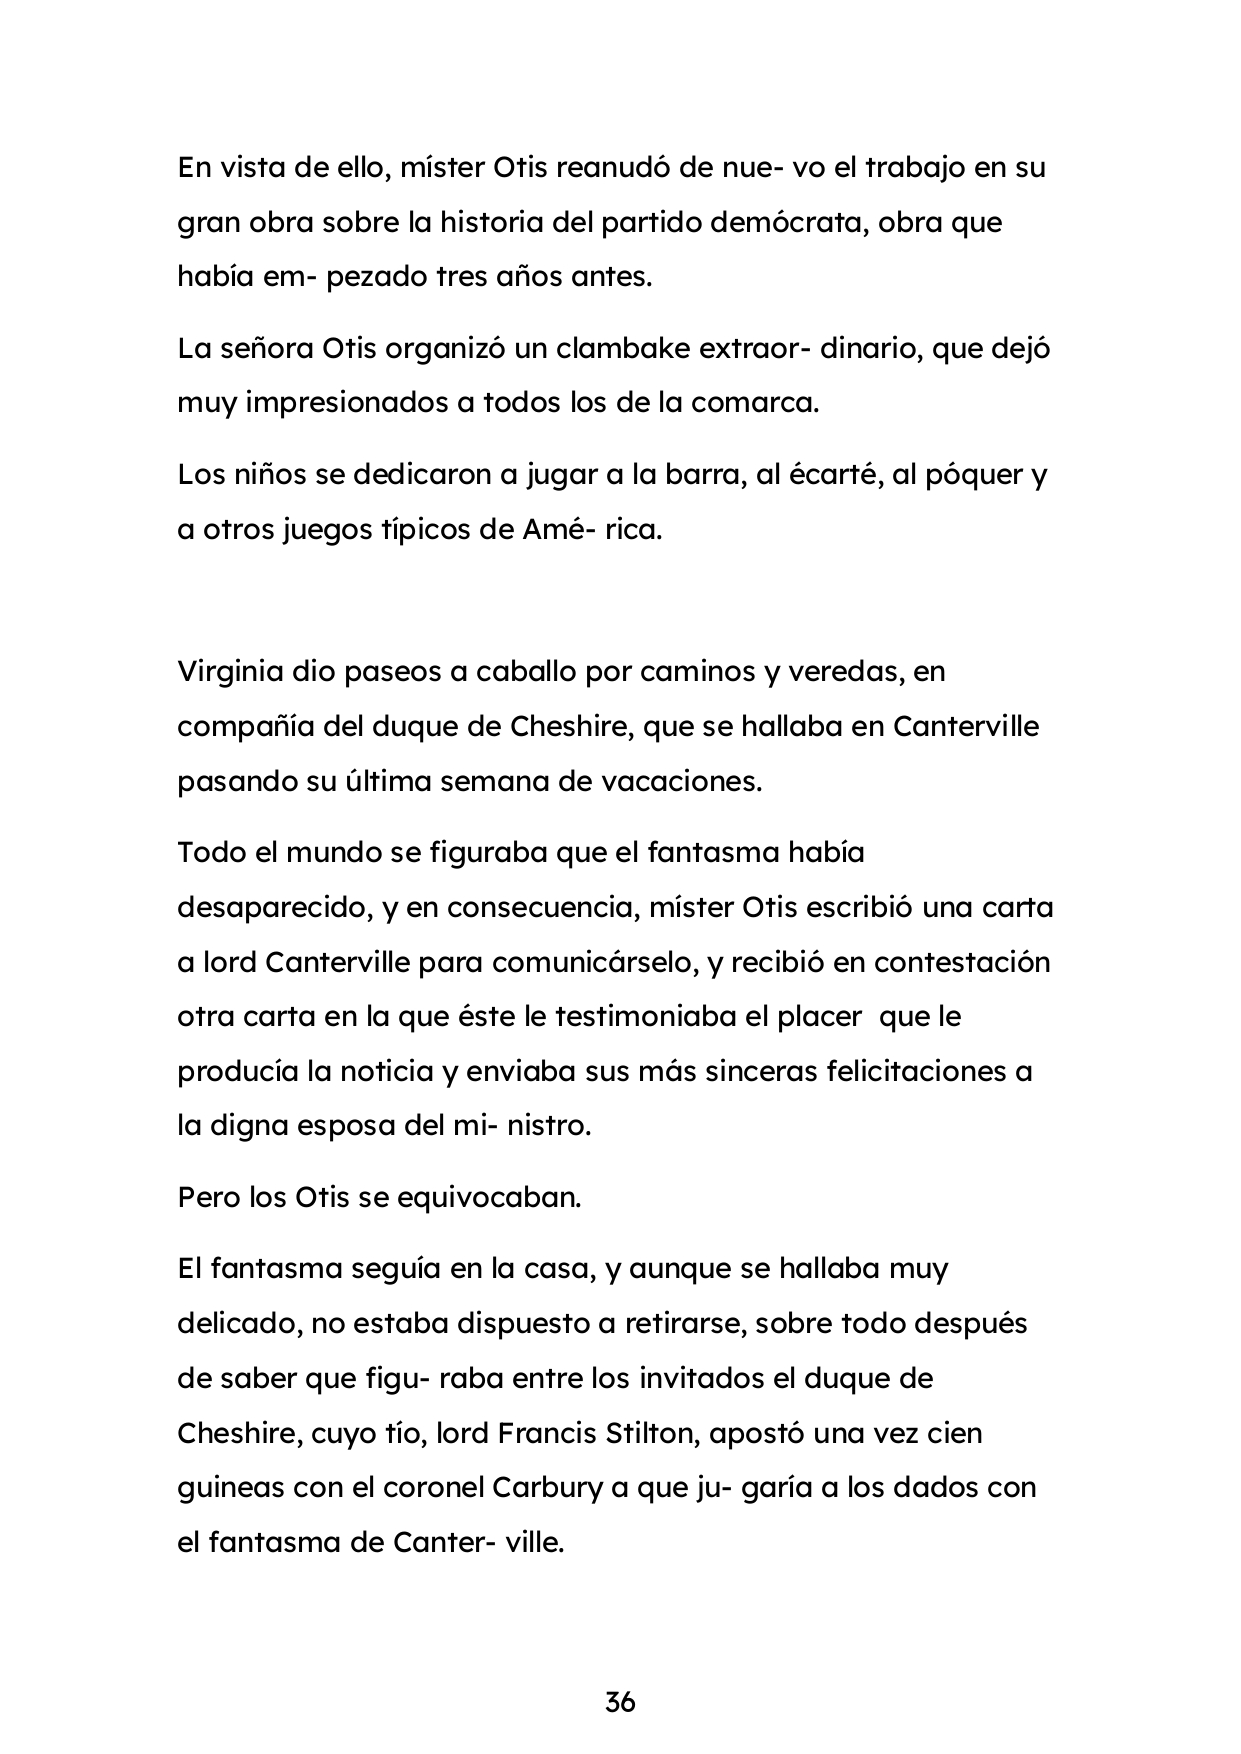 En vista de ello, míster Otis reanudó de nue- vo el trabajo en su
gran obra sobre la historia del partido demócrata, obra que
había em- pezado tres años antes.
La señora Otis organizó un clambake extraor- dinario, que dejó
muy impresionados a todos los de la comarca.
Los niños se dedicaron a jugar a la barra, al écarté, al póquer y
a otros juegos típicos de Amé- rica.
Virginia dio paseos a caballo por caminos y veredas, en
compañía del duque de Cheshire, que se hallaba en Canterville
pasando su última semana de vacaciones.
Todo el mundo se figuraba que el fantasma había
desaparecido, y en consecuencia, míster Otis escribió una carta
a lord Canterville para comunicárselo, y recibió en contestación
otra carta en la que éste le testimoniaba el placer  que le
producía la noticia y enviaba sus más sinceras felicitaciones a
la digna esposa del mi- nistro.
Pero los Otis se equivocaban.
El fantasma seguía en la casa, y aunque se hallaba muy
delicado, no estaba dispuesto a retirarse, sobre todo después
de saber que figu- raba entre los invitados el duque de
Cheshire, cuyo tío, lord Francis Stilton, apostó una vez cien
guineas con el coronel Carbury a que ju- garía a los dados con
el fantasma de Canter- ville.
36